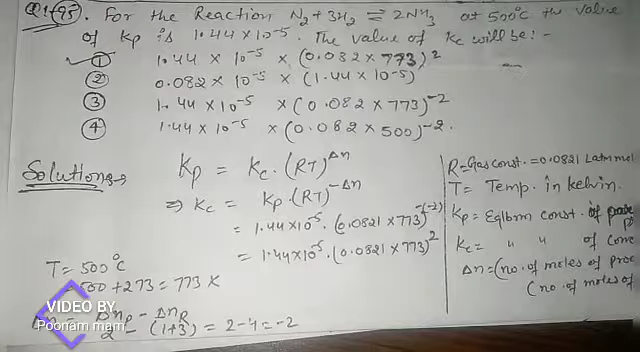 Q1(95). For the Reaction N₂ + 3H₂ ⇌ 2NH₃ at 500°C the value
of Kp is 1.44 × 10⁻⁵. The value of Kc will be:-
① 1.44 × 10⁻⁵ × (0.082 × 773)²
② 0.082 × 10⁻⁵ × (1.44 × 10⁻⁵)
③ 1.44 × 10⁻⁵ × (0.082 × 773)⁻²
④ 1.44 × 10⁻⁵ × (0.082 × 500)⁻².
Solutions→
Kp = Kc.(RT)^Δn
⇒ Kc = Kp.(RT)^-Δn
= 1.44×10⁻⁵.(0.0821×773)^-(-2)
= 1.44×10⁻⁵.(0.0821×773)²
T = 500°C
500 + 273 = 773 K
Δnp - ΔnR
2 - (1+3) = 2-4 = -2
R = Gas const. = 0.0821 Latm mol
T = Temp. in kelvin.
Kp = Eqlbm const. of
Kc = " " of conc
Δn = (no. of moles of proc
(no. of moles of
VIDEO BY
Poonam mam